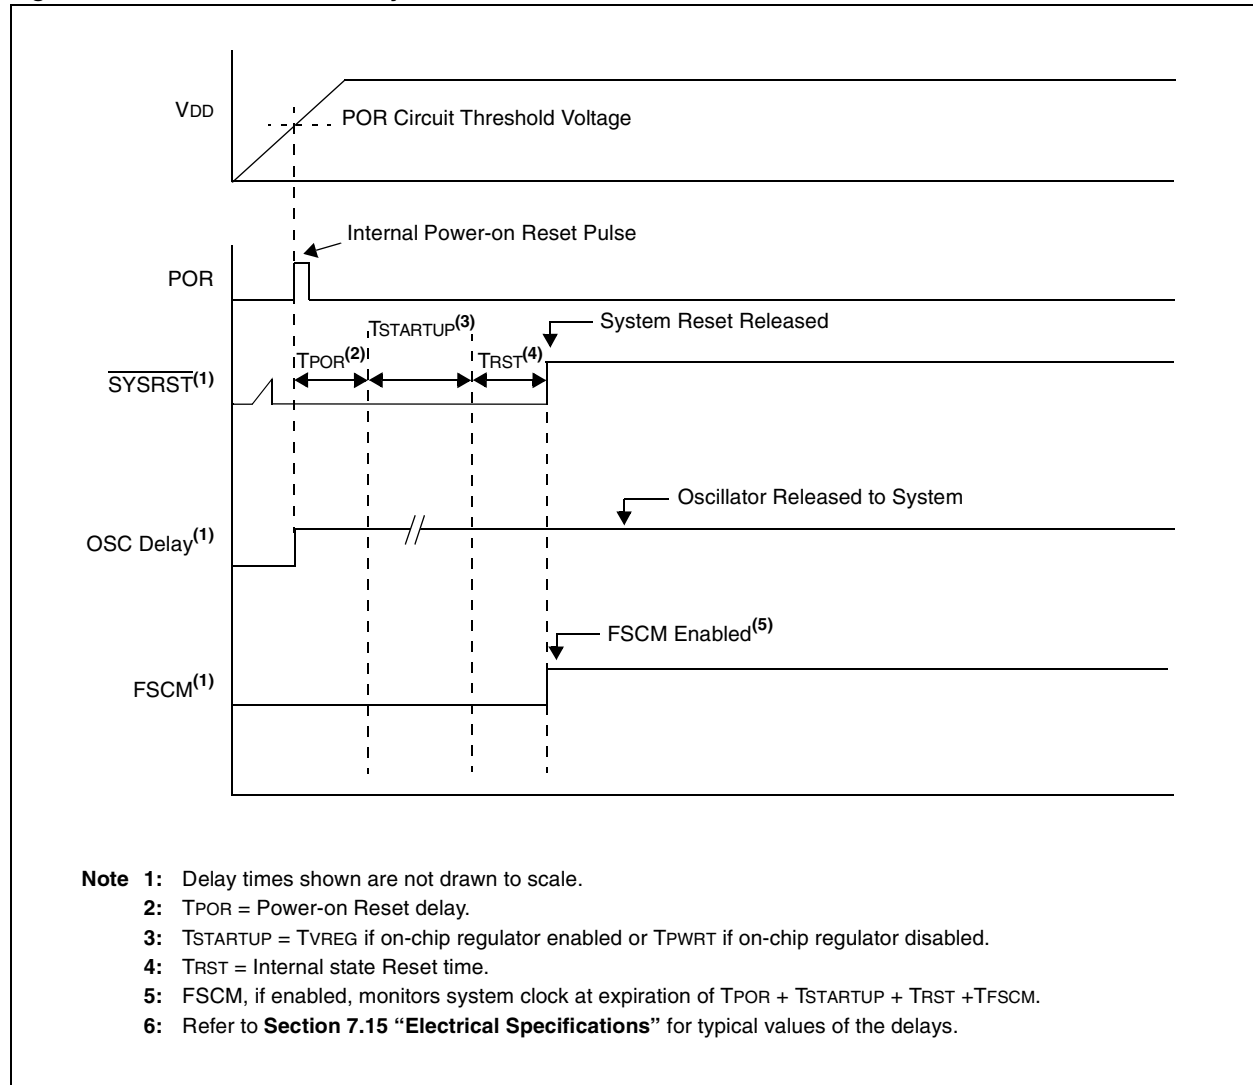 VDD
POR Circuit Threshold Voltage
Internal Power-on Reset Pulse
POR
TSTARTUP(3)
System Reset Released
TPOR(2)
TRST(4)
SYSRST(1)
Oscillator Released to System
OSC Delay(1)
FSCM Enabled(5)
FSCM(1)
Note 1: Delay times shown are not drawn to scale.
2: TPOR = Power-on Reset delay.
3: TSTARTUP = TVREG if on-chip regulator enabled or TPWRT if on-chip regulator disabled.
4: TRST = Internal state Reset time.
5: FSCM, if enabled, monitors system clock at expiration of TPOR + TSTARTUP + TRST +TFSCM.
6: Refer to Section 7.15 “Electrical Specifications” for typical values of the delays.